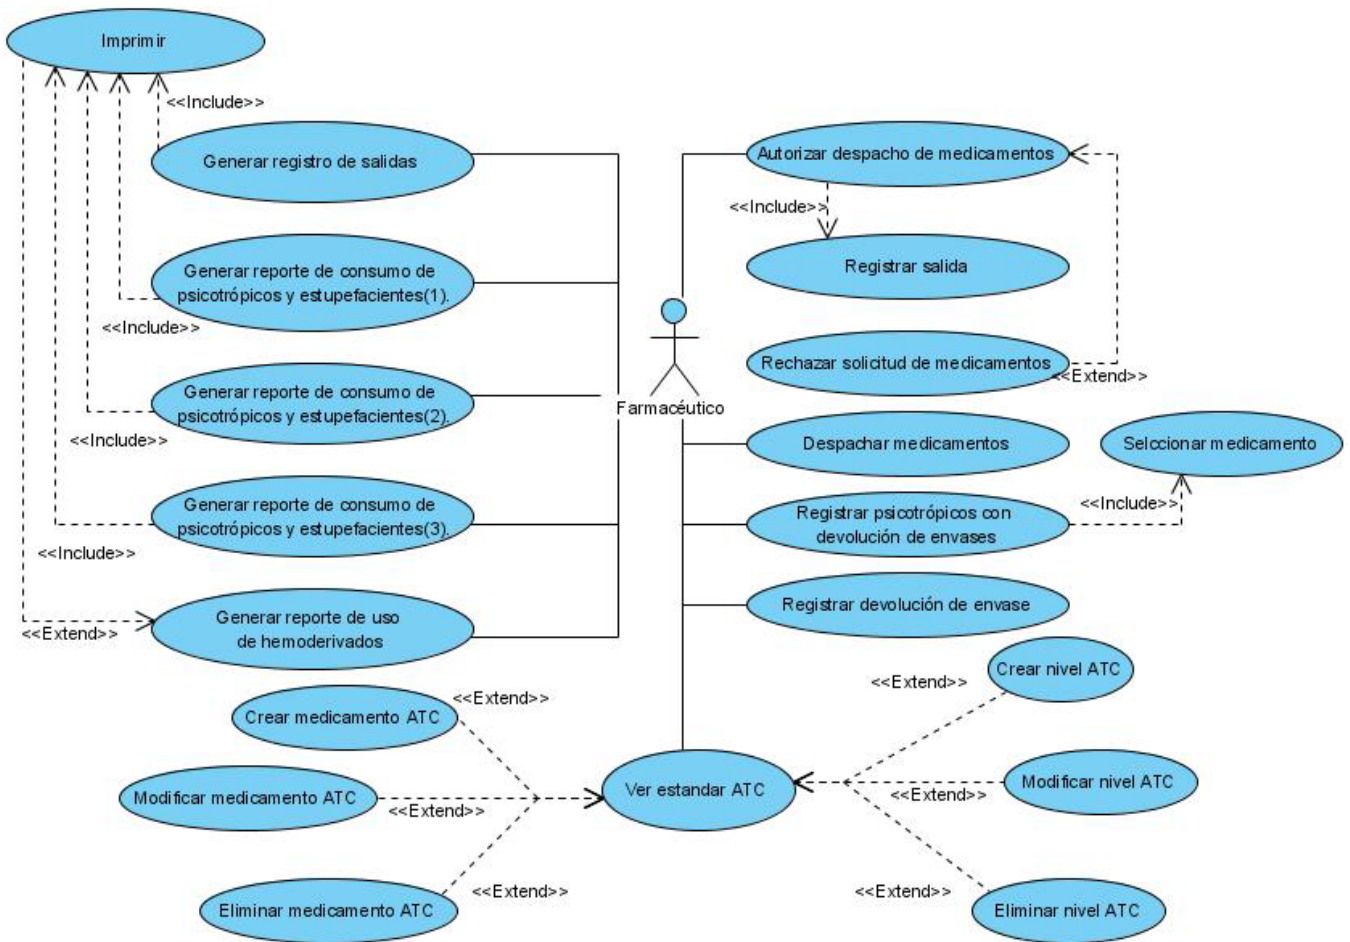 Imprimir
<<Include>>
Generar registro de salidas
Autorizar despacho de medicamentos
<<Include>>
Registrar salida
Generar reporte de consumo de
psicotrópicos y estupefacientes(1).
<<Include>>
Rechazar solicitud de medicamentos
<<Extend>>
Generar reporte de consumo de
psicotrópicos y estupefacientes(2).
<<Include>>
Farmacéutico
Despachar medicamentos
Selccionar medicamento
Generar reporte de consumo de
psicotrópicos y estupefacientes(3).
<<Include>>
Registrar psicotrópicos con
devolución de envases
<<Include>>
Generar reporte de uso
de hemoderivados
<<Extend>>
Registrar devolución de envase
Crear nivel ATC
<<Extend>>
<<Extend>>
Crear medicamento ATC
Modificar medicamento ATC
<<Extend>>
Ver estandar ATC
<<Extend>>
Modificar nivel ATC
<<Extend>>
Eliminar medicamento ATC
<<Extend>>
Eliminar nivel ATC